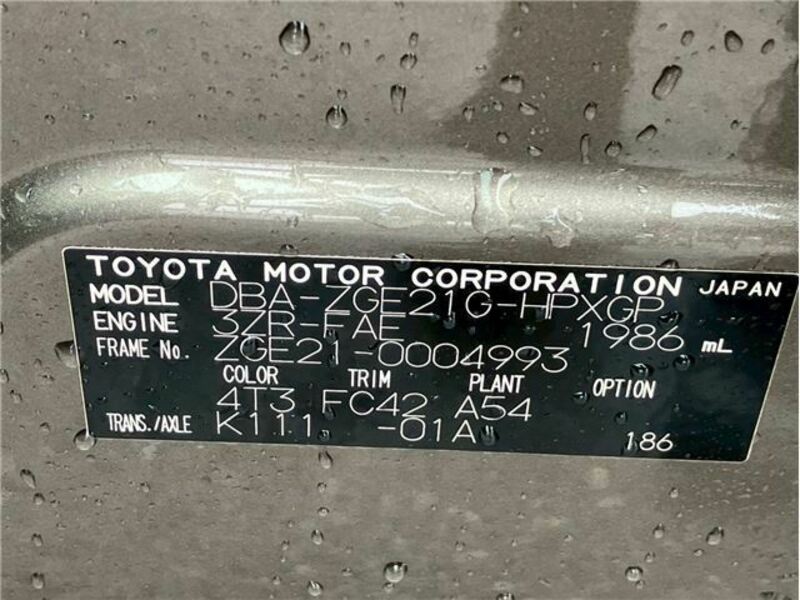 TOYOTA MOTOR CORPORATION JAPAN
MODEL DBA-ZGE21G-HPXGP
ENGINE 3ZR-FAE 1986 mL
FRAME No. ZGE21-0004993
COLOR TRIM PLANT OPTION
4T3 FC42 A54
TRANS./AXLE K111 -01A 186